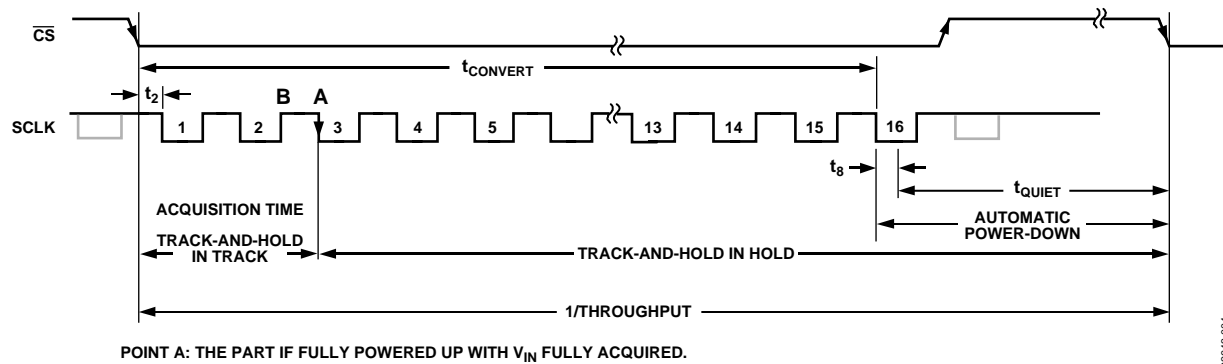 CS
tCONVERT
t2
B A
SCLK
1 2 3 4 5 13 14 15 16
t8
tQUIET
ACQUISITION TIME
AUTOMATIC
POWER-DOWN
TRACK-AND-HOLD
IN TRACK
TRACK-AND-HOLD IN HOLD
1/THROUGHPUT
POINT A: THE PART IF FULLY POWERED UP WITH VIN FULLY ACQUIRED.